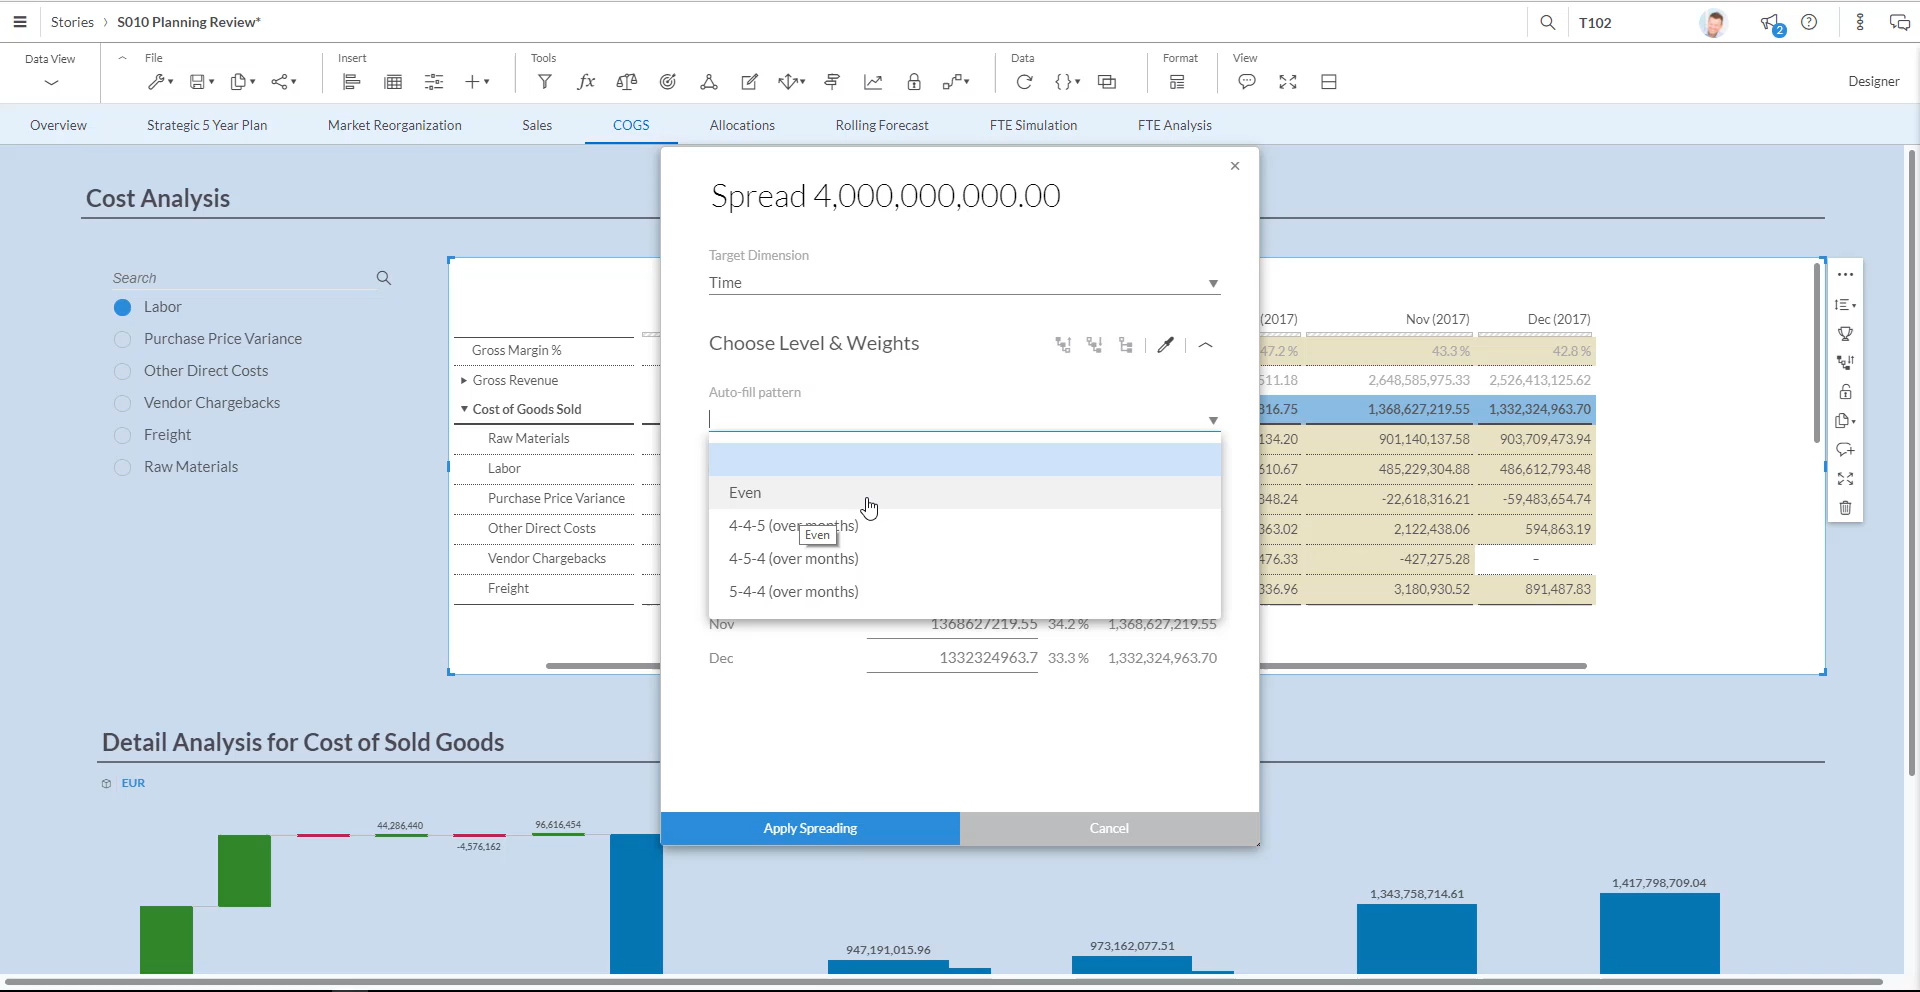 Stories › S010 Planning Review*
T102
2
Data View
File
Insert
Tools
Data
Format
View
Designer
Overview
Strategic 5 Year Plan
Market Reorganization
Sales
COGS
Allocations
Rolling Forecast
FTE Simulation
FTE Analysis
Cost Analysis
Search
Labor
Purchase Price Variance
Other Direct Costs
Vendor Chargebacks
Freight
Raw Materials
Gross Margin %
Gross Revenue
Cost of Goods Sold
Raw Materials
Labor
Purchase Price Variance
Other Direct Costs
Vendor Chargebacks
Freight
Spread 4,000,000,000.00
Target Dimension
Time
Choose Level & Weights
Auto-fill pattern
Even
4-4-5 (over months)
Even
4-5-4 (over months)
5-4-4 (over months)
Nov 1368627219.55 34.2 % 1,368,627,219.55
Dec 1332324963.7 33.3 % 1,332,324,963.70
Apply Spreading
Cancel
(2017) Nov (2017) Dec (2017)
47.2 % 43.3 % 42.8 %
511.18 2,648,585,975.33 2,526,413,125.62
816.75 1,368,627,219.55 1,332,324,963.70
134.20 901,140,137.58 903,709,473.94
610.67 485,229,304.88 486,612,793.48
848.24 -22,618,316.21 -59,483,654.74
363.02 2,122,438.06 594,863.19
476.33 -427,275.28 –
336.96 3,180,930.52 891,487.83
Detail Analysis for Cost of Sold Goods
EUR
44,286,440
-4,576,162
96,616,454
947,191,015.96
973,162,077.51
1,343,758,714.61
1,417,798,709.04